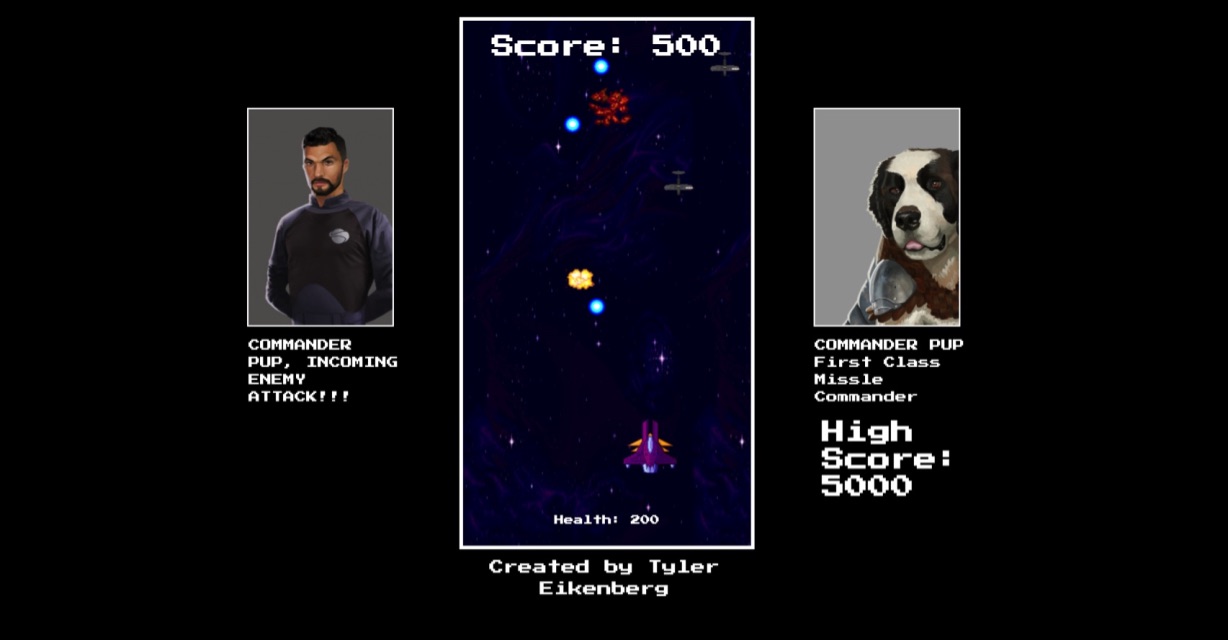 Score: 500
COMMANDER
PUP, INCOMING
ENEMY
ATTACK!!!
COMMANDER PUP
First Class
Missle
Commander
High
Score:
5000
Health: 200
Created by Tyler
Eikenberg